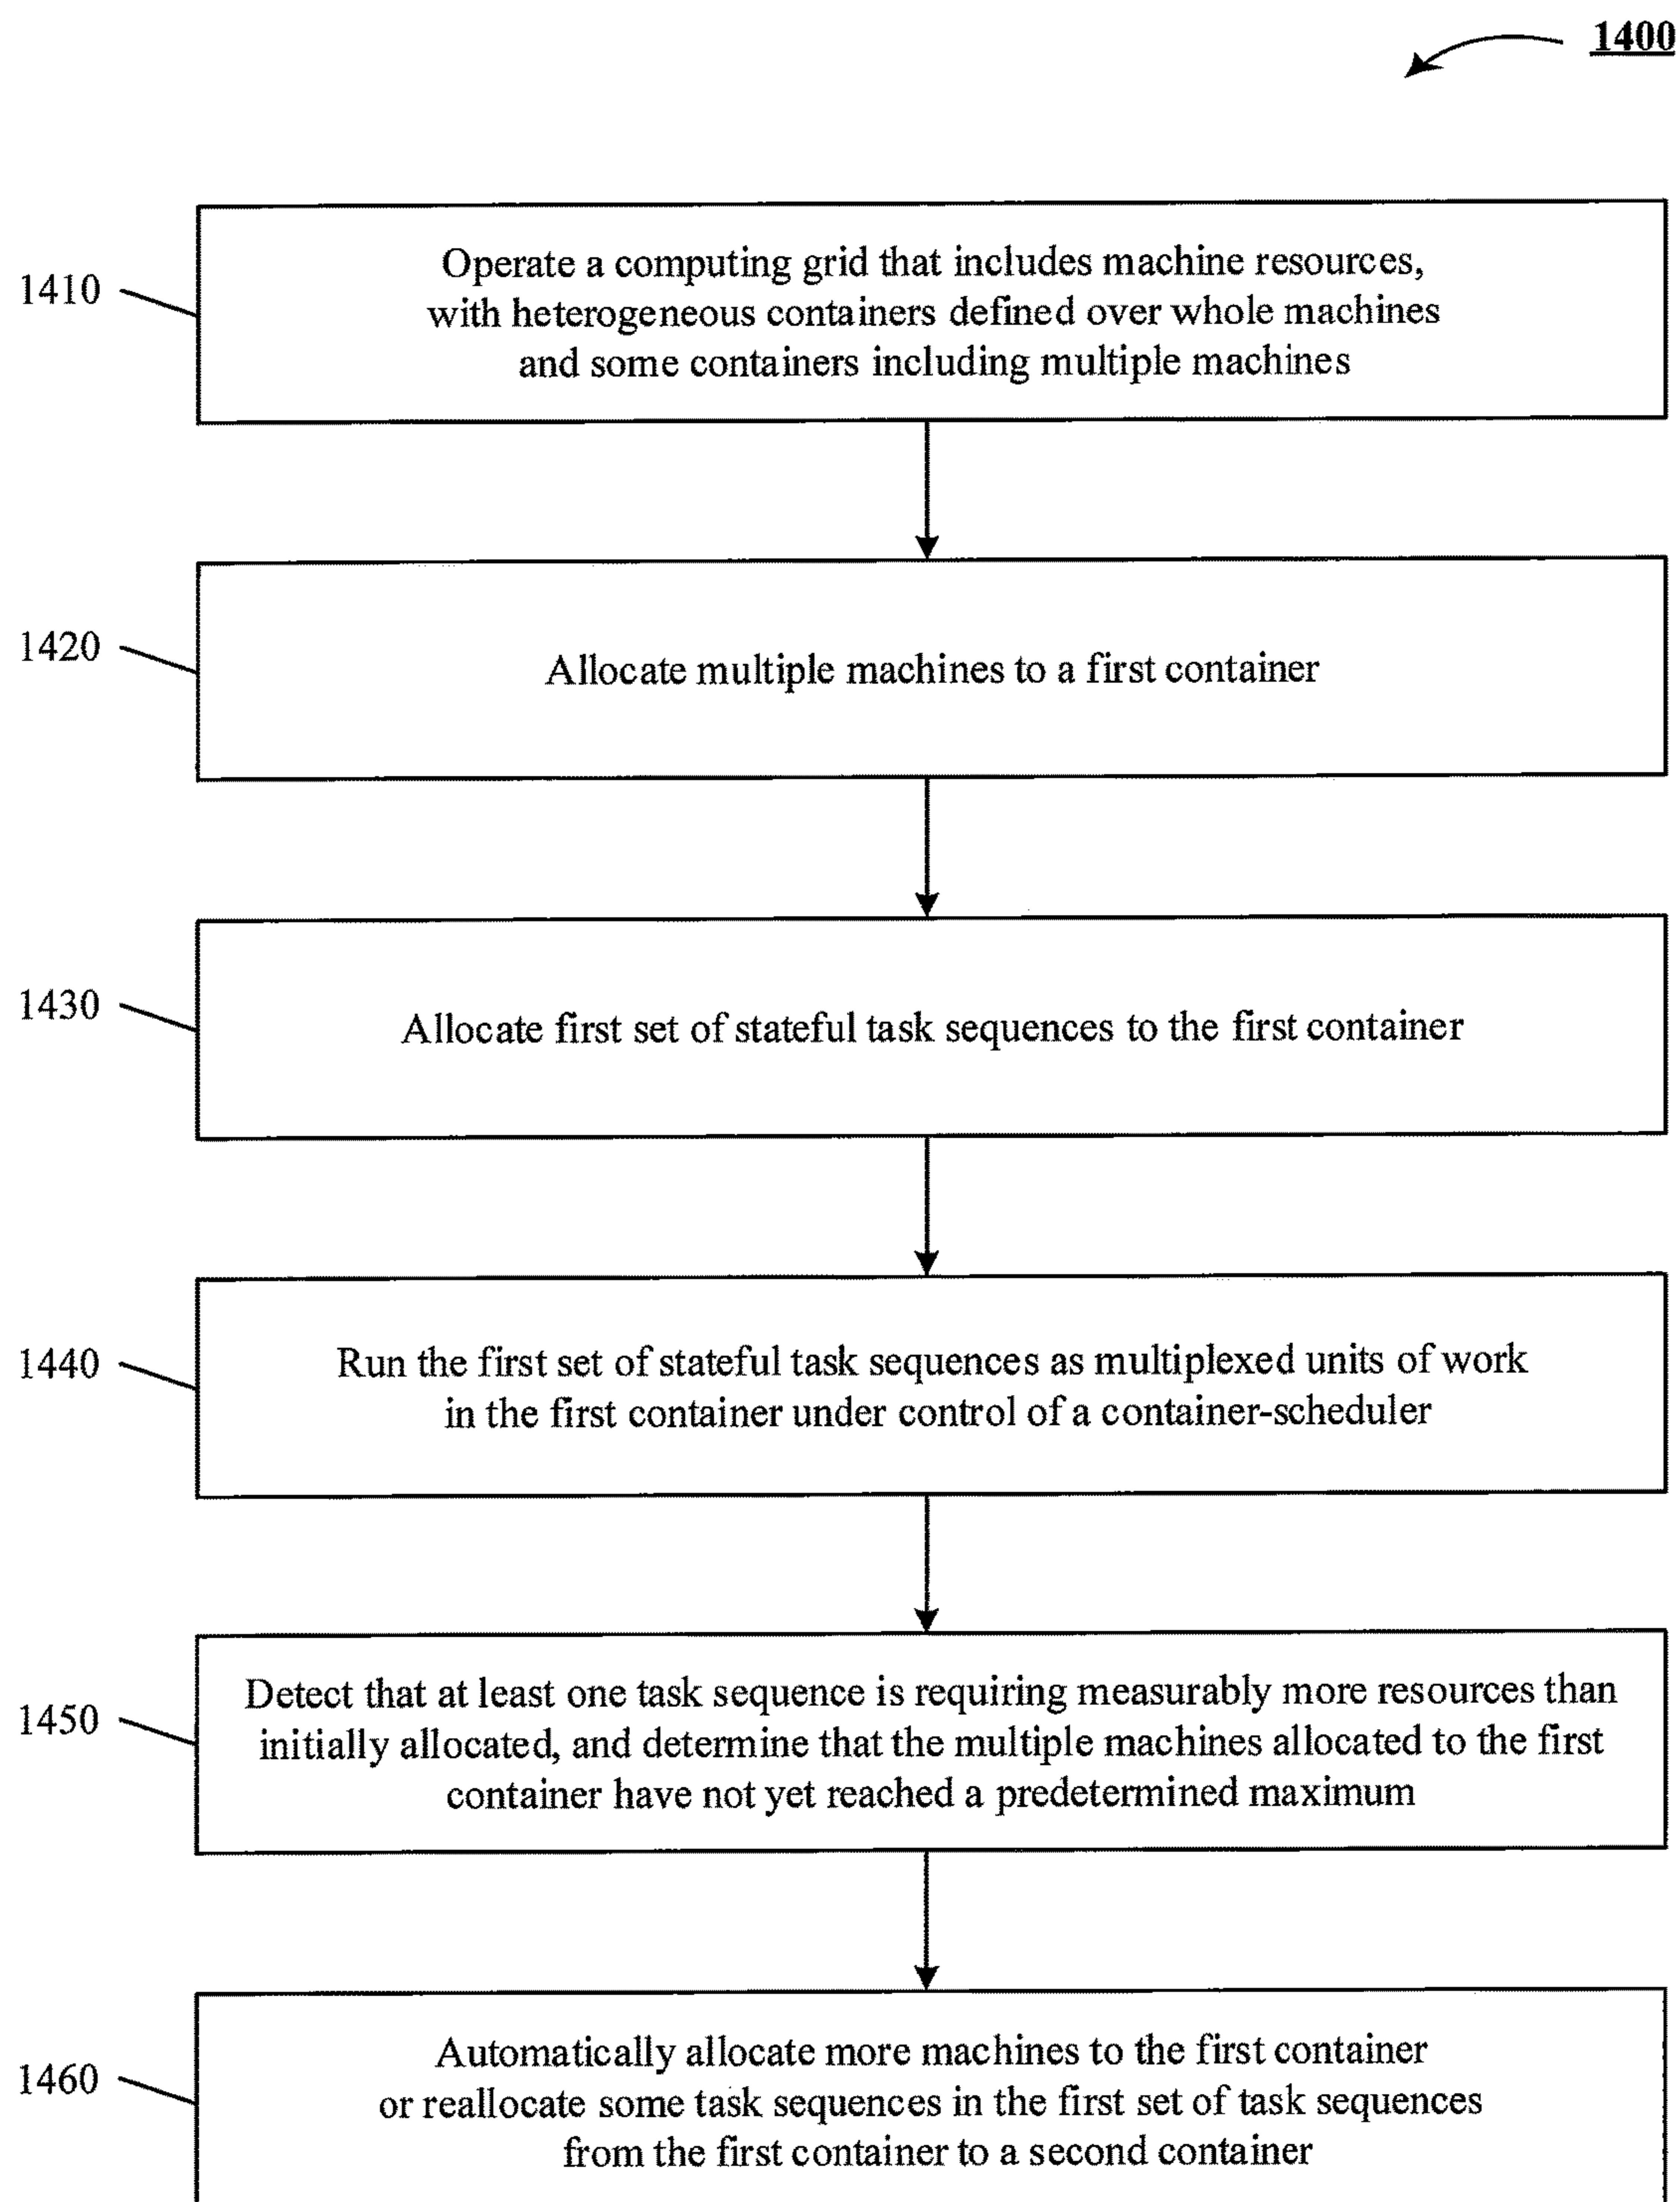 1400
1410
Operate a computing grid that includes machine resources,
with heterogeneous containers defined over whole machines
and some containers including multiple machines
1420
Allocate multiple machines to a first container
1430
Allocate first set of stateful task sequences to the first container
1440
Run the first set of stateful task sequences as multiplexed units of work
in the first container under control of a container-scheduler
1450
Detect that at least one task sequence is requiring measurably more resources than
initially allocated, and determine that the multiple machines allocated to the first
container have not yet reached a predetermined maximum
1460
Automatically allocate more machines to the first container
or reallocate some task sequences in the first set of task sequences
from the first container to a second container